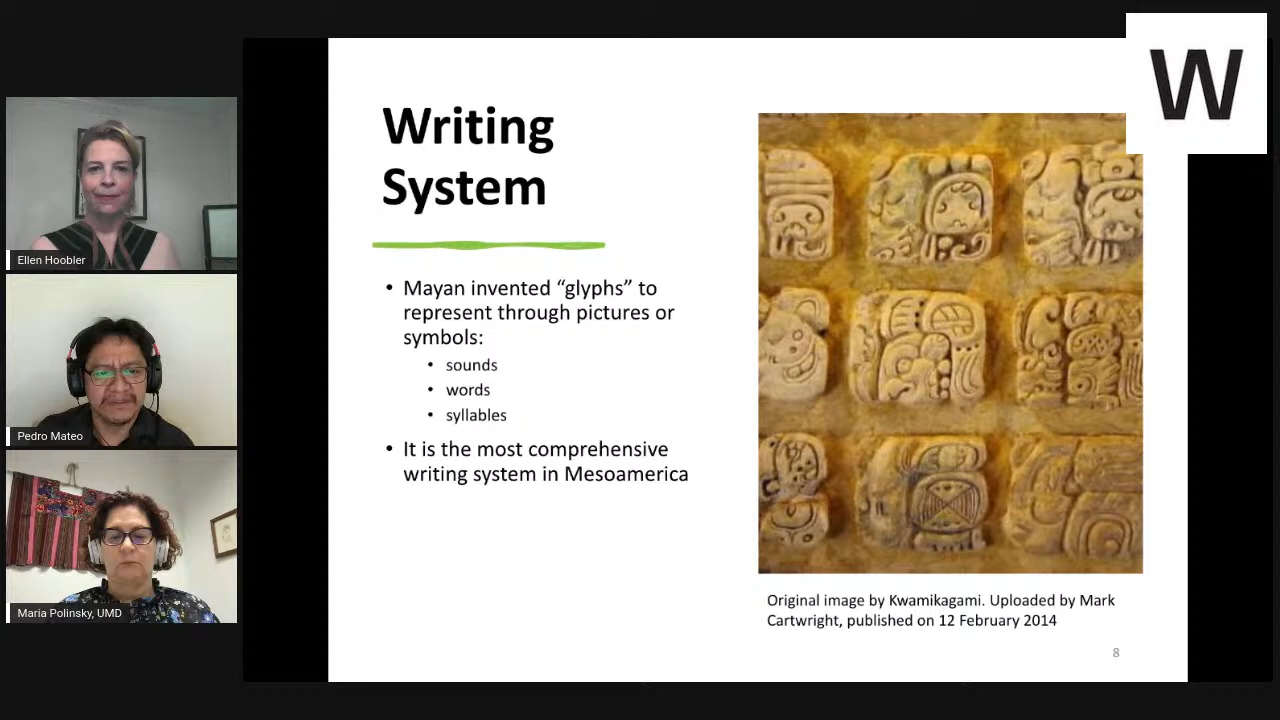 Ellen Hoobler
Pedro Mateo
Maria Polinsky, UMD
Writing
System
• Mayan invented “glyphs” to
represent through pictures or
symbols:
• sounds
• words
• syllables
• It is the most comprehensive
writing system in Mesoamerica
Original image by Kwamikagami. Uploaded by Mark
Cartwright, published on 12 February 2014
8
W